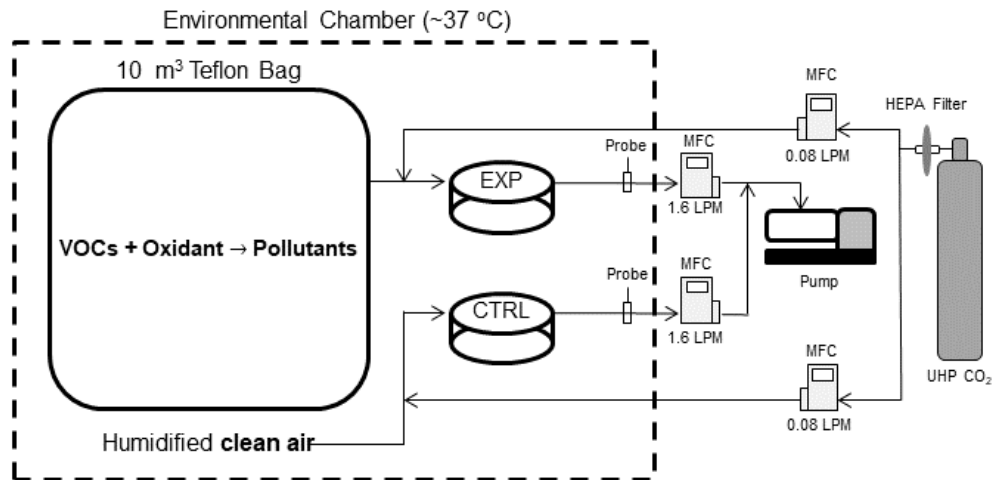 Environmental Chamber (~37 ºC)
10 m³ Teflon Bag
VOCs + Oxidant → Pollutants
Humidified clean air
EXP
CTRL
Probe
MFC
1.6 LPM
Probe
MFC
1.6 LPM
Pump
MFC
0.08 LPM
MFC
0.08 LPM
HEPA Filter
UHP CO₂